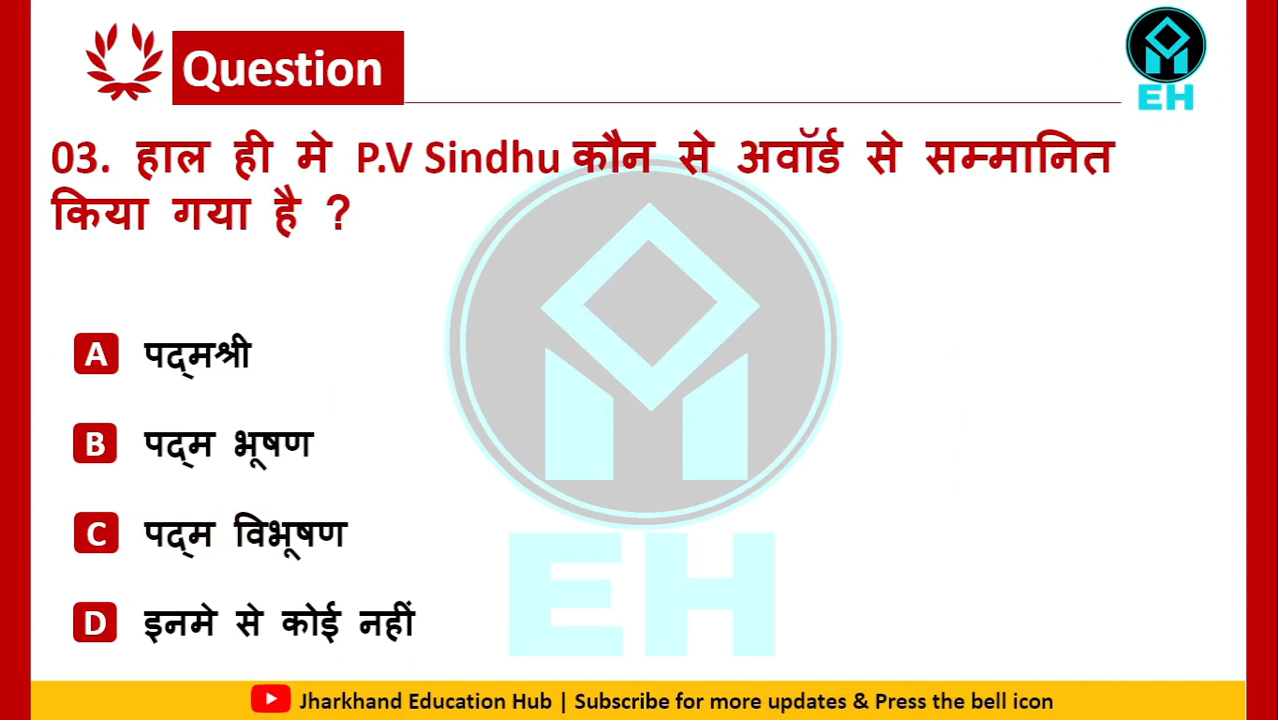 Question
EH
03. हाल ही मे P.V Sindhu कौन से अवॉर्ड से सम्मानित
किया गया है ?
A पद्मश्री
B पद्म भूषण
C पद्म विभूषण
D इनमे से कोई नहीं
EH
Jharkhand Education Hub | Subscribe for more updates & Press the bell icon